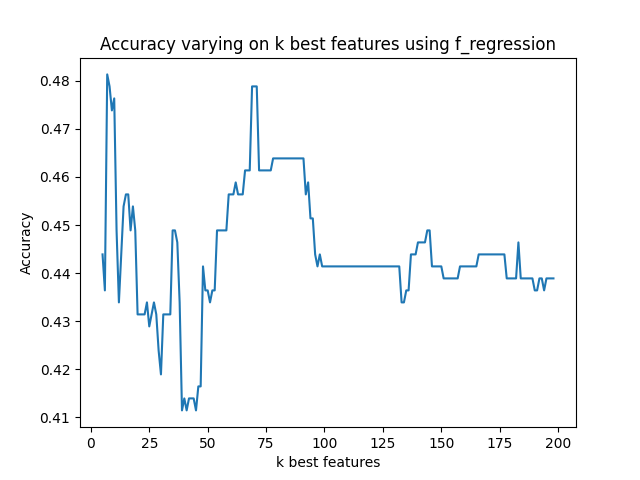 Accuracy varying on k best features using f_regression
0.48
0.47
0.46
0.45
0.44
0.43
0.42
0.41
Accuracy
0 25 50 75 100 125 150 175 200
k best features